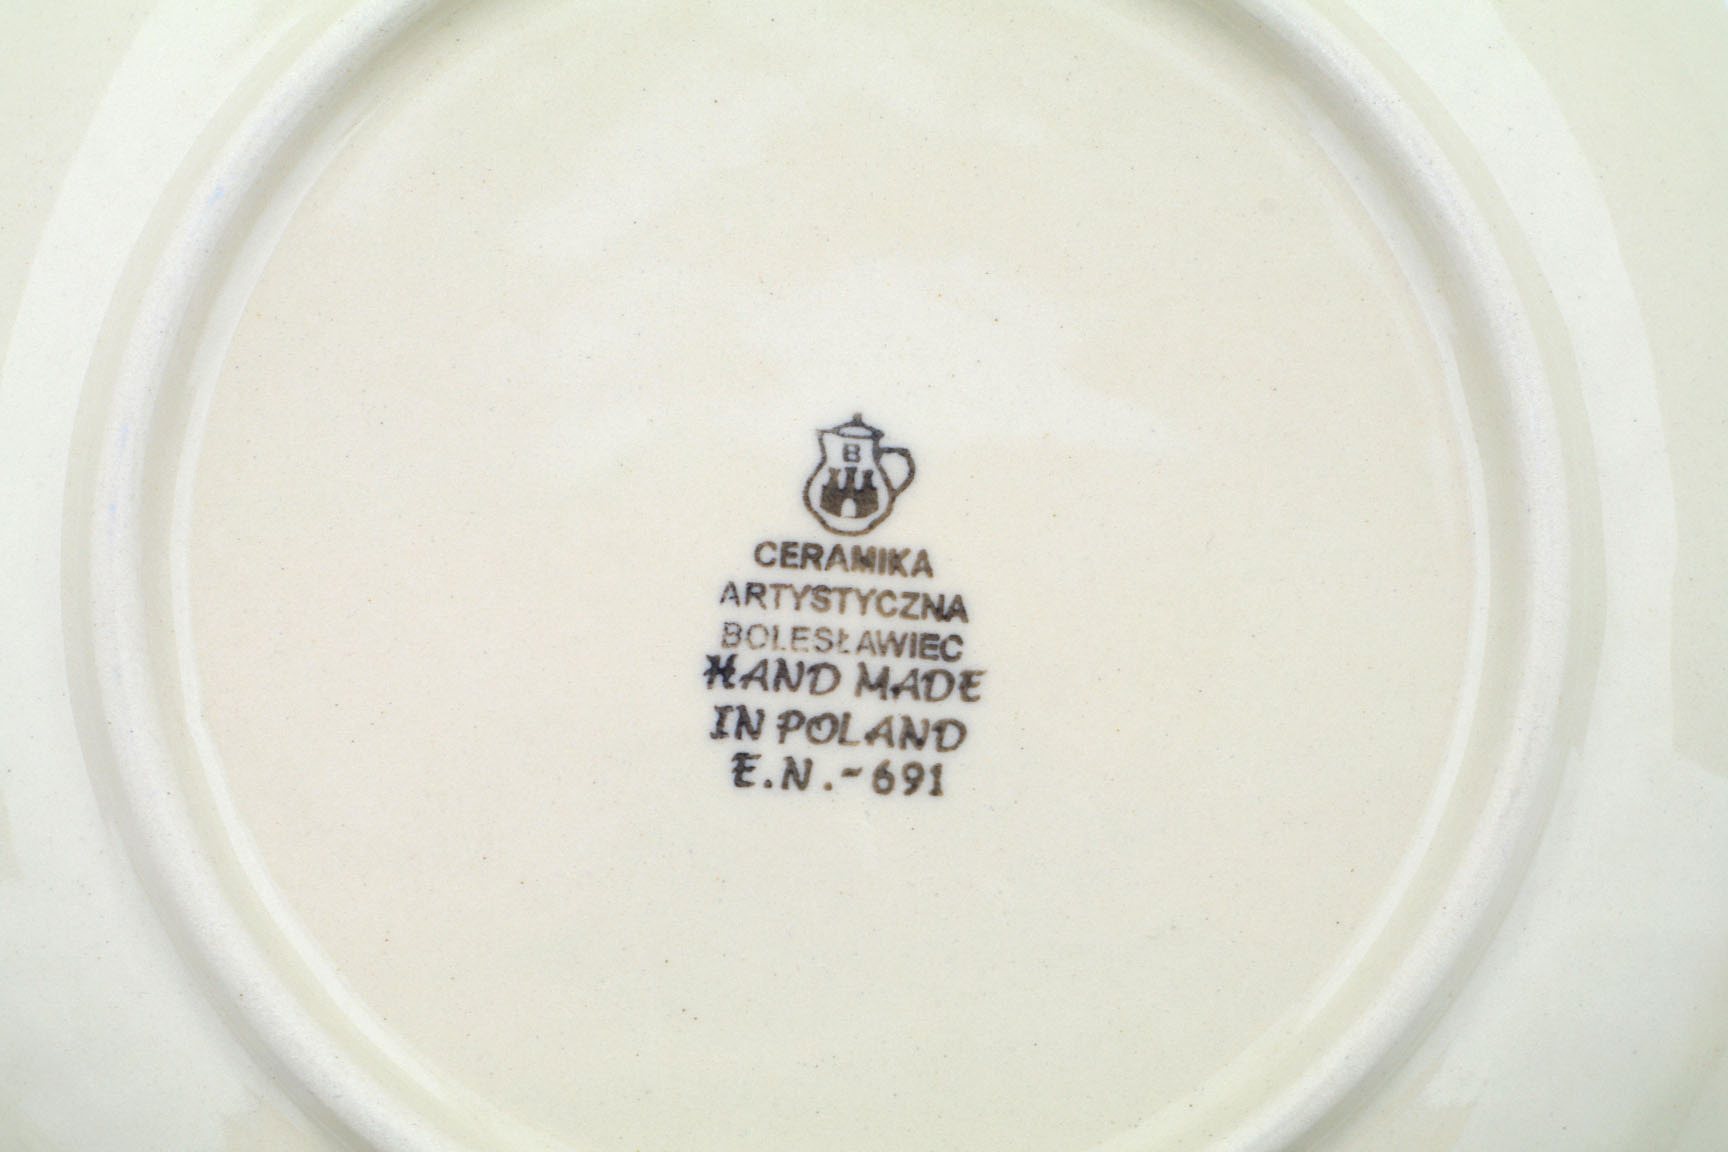 B
CERAMIKA
ARTYSTYCZNA
BOLESŁAWIEC
HAND MADE
IN POLAND
E.N.-691